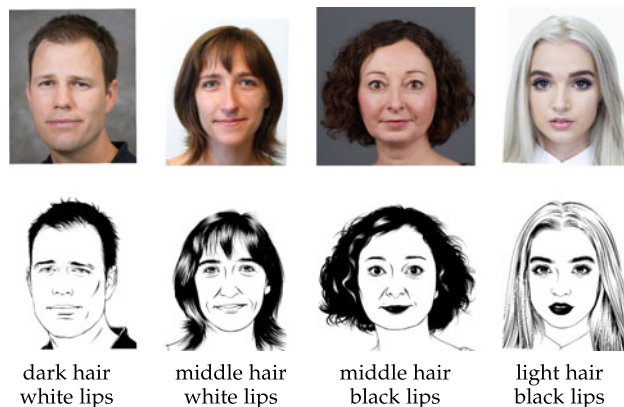 dark hair
white lips
middle hair
white lips
middle hair
black lips
light hair
black lips